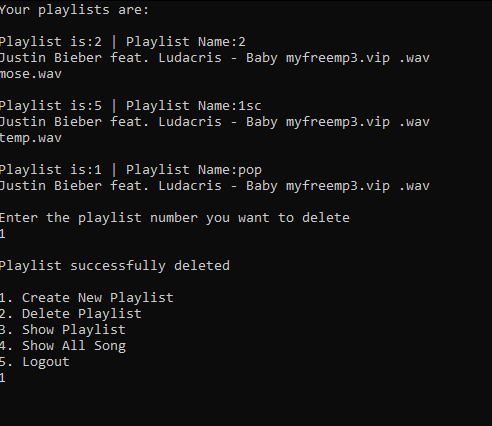 Your playlists are:
Playlist is:2 | Playlist Name:2
Justin Bieber feat. Ludacris - Baby myfreemp3.vip .wav
mose.wav
Playlist is:5 | Playlist Name:1sc
Justin Bieber feat. Ludacris - Baby myfreemp3.vip .wav
temp.wav
Playlist is:1 | Playlist Name:pop
Justin Bieber feat. Ludacris - Baby myfreemp3.vip .wav
Enter the playlist number you want to delete
1
Playlist successfully deleted
1. Create New Playlist
2. Delete Playlist
3. Show Playlist
4. Show All Song
5. Logout
1